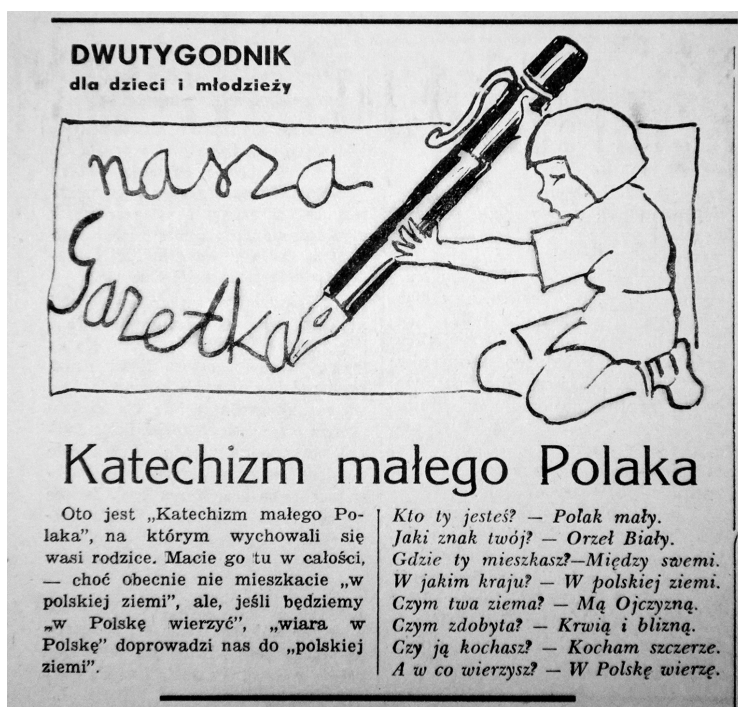 DWUTYGODNIK
dla dzieci i młodzieży
nasza
Gazetka
Katechizm małego Polaka
Oto jest „Katechizm małego Po-
laka”, na którym wychowali się
wasi rodzice. Macie go tu w całości,
— choć obecnie nie mieszkacie „w
polskiej ziemi”, ale, jeśli będziemy
„w Polskę wierzyć”, „wiara w
Polskę” doprowadzi nas do „polskiej
ziemi”.
Kto ty jesteś? — Polak mały.
Jaki znak twój? — Orzeł Biały.
Gdzie ty mieszkasz?—Między swemi.
W jakim kraju? — W polskiej ziemi.
Czym twa ziema? — Mą Ojczyzną.
Czym zdobyta? — Krwią i blizną.
Czy ją kochasz? — Kocham szczerze.
A w co wierzysz? — W Polskę wierzę.